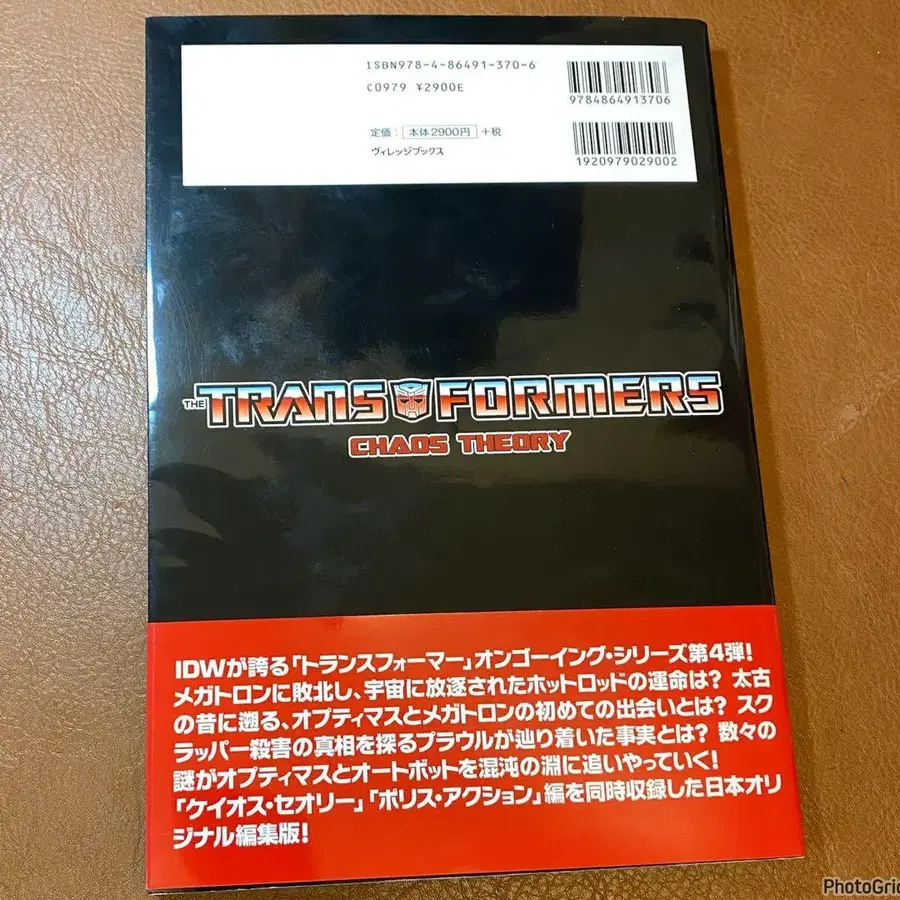 ISBN978-4-86491-370-6
C0979 ¥2900E
9784864913706
定価：本体2900円 +税
ヴィレッジブックス
1920979029002
THE TRANSFORMERS
CHAOS THEORY
IDWが誇る「トランスフォーマー」オンゴーイング・シリーズ第4弾!
メガトロンに敗北し、宇宙に放逐されたホットロッドの運命は? 太古
の昔に遡る、オプティマスとメガトロンの初めての出会いとは? スク
ラッパー殺害の真相を探るプラウルが辿り着いた事実とは? 数々の
謎がオプティマスとオートボットを混沌の淵に追いやっていく!
「ケイオス・セオリー」「ポリス・アクション」編を同時収録した日本オリ
ジナル編集版!
PhotoGrid